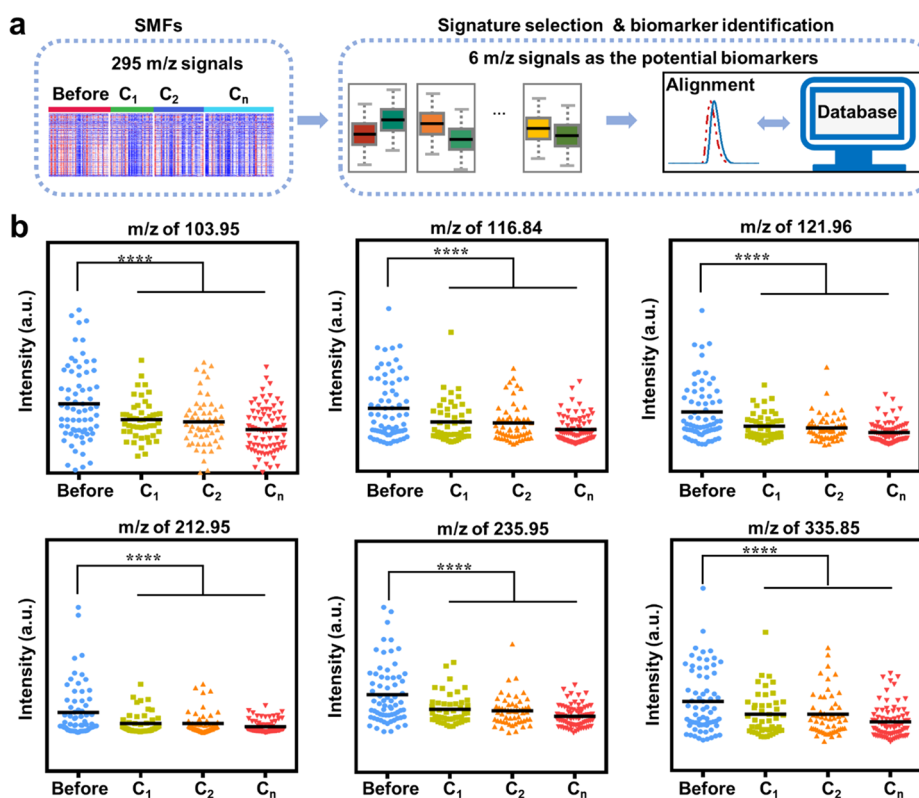 a
SMFs
Signature selection & biomarker identification
295 m/z signals
6 m/z signals as the potential biomarkers
Before C1 C2 Cn
...
Alignment
Database
b
m/z of 103.95
m/z of 116.84
m/z of 121.96
Intensity (a.u.)
****
Before C1 C2 Cn
Intensity (a.u.)
****
Before C1 C2 Cn
Intensity (a.u.)
****
Before C1 C2 Cn
m/z of 212.95
m/z of 235.95
m/z of 335.85
Intensity (a.u.)
****
Before C1 C2 Cn
Intensity (a.u.)
****
Before C1 C2 Cn
Intensity (a.u.)
****
Before C1 C2 Cn